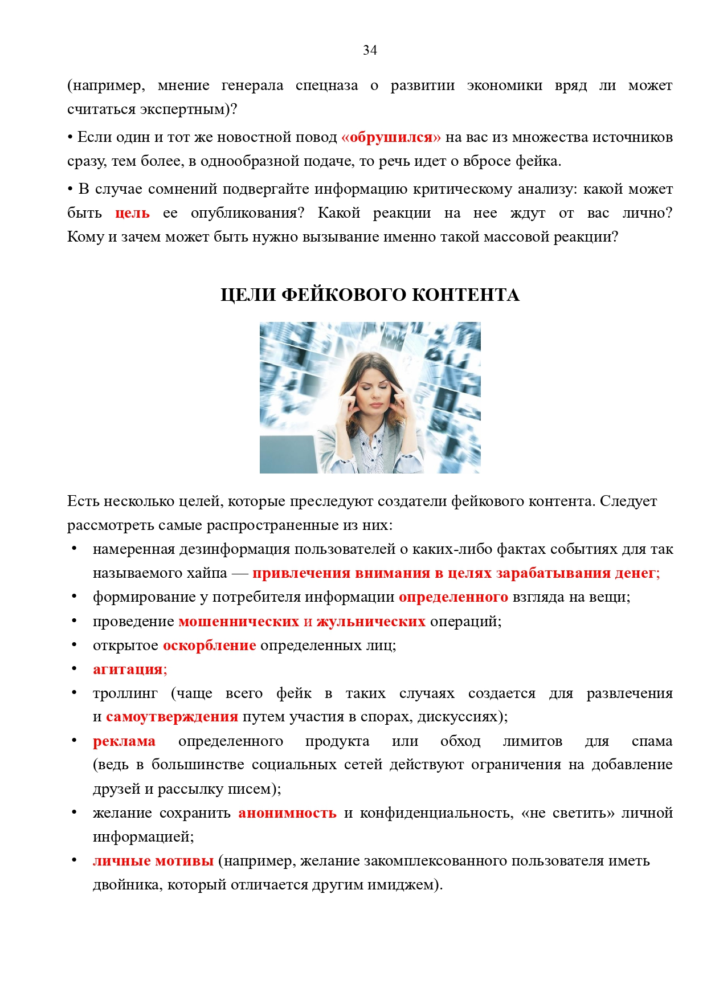 34
(например, мнение генерала спецназа о развитии экономики вряд ли может
считаться экспертным)?
• Если один и тот же новостной повод «обрушился» на вас из множества источников
сразу, тем более, в однообразной подаче, то речь идет о вбросе фейка.
• В случае сомнений подвергайте информацию критическому анализу: какой может
быть цель ее опубликования? Какой реакции на нее ждут от вас лично?
Кому и зачем может быть нужно вызывание именно такой массовой реакции?
ЦЕЛИ ФЕЙКОВОГО КОНТЕНТА
Есть несколько целей, которые преследуют создатели фейкового контента. Следует
рассмотреть самые распространенные из них:
• намеренная дезинформация пользователей о каких-либо фактах событиях для так
называемого хайпа — привлечения внимания в целях зарабатывания денег;
• формирование у потребителя информации определенного взгляда на вещи;
• проведение мошеннических и жульнических операций;
• открытое оскорбление определенных лиц;
• агитация;
• троллинг (чаще всего фейк в таких случаях создается для развлечения
и самоутверждения путем участия в спорах, дискуссиях);
• реклама определенного продукта или обход лимитов для спама
(ведь в большинстве социальных сетей действуют ограничения на добавление
друзей и рассылку писем);
• желание сохранить анонимность и конфиденциальность, «не светить» личной
информацией;
• личные мотивы (например, желание закомплексованного пользователя иметь
двойника, который отличается другим имиджем).